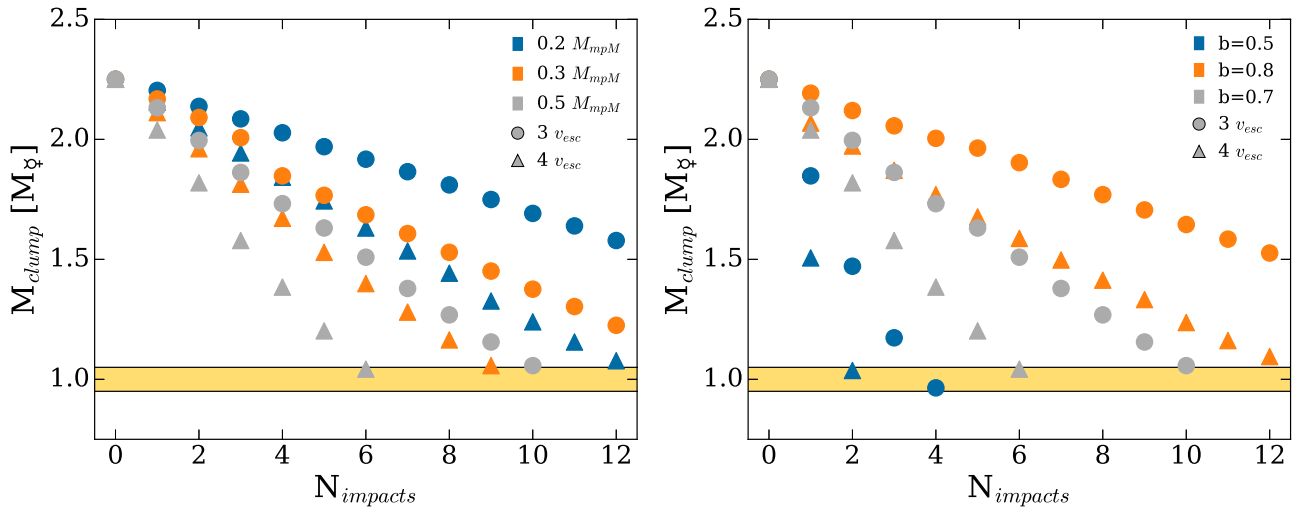 2.5
2.0
1.5
1.0
M_clump [M_☿]
0 2 4 6 8 10 12
N_impacts
0.2 M_mpM
0.3 M_mpM
0.5 M_mpM
3 v_esc
4 v_esc
2.5
2.0
1.5
1.0
M_clump [M_☿]
0 2 4 6 8 10 12
N_impacts
b=0.5
b=0.8
b=0.7
3 v_esc
4 v_esc